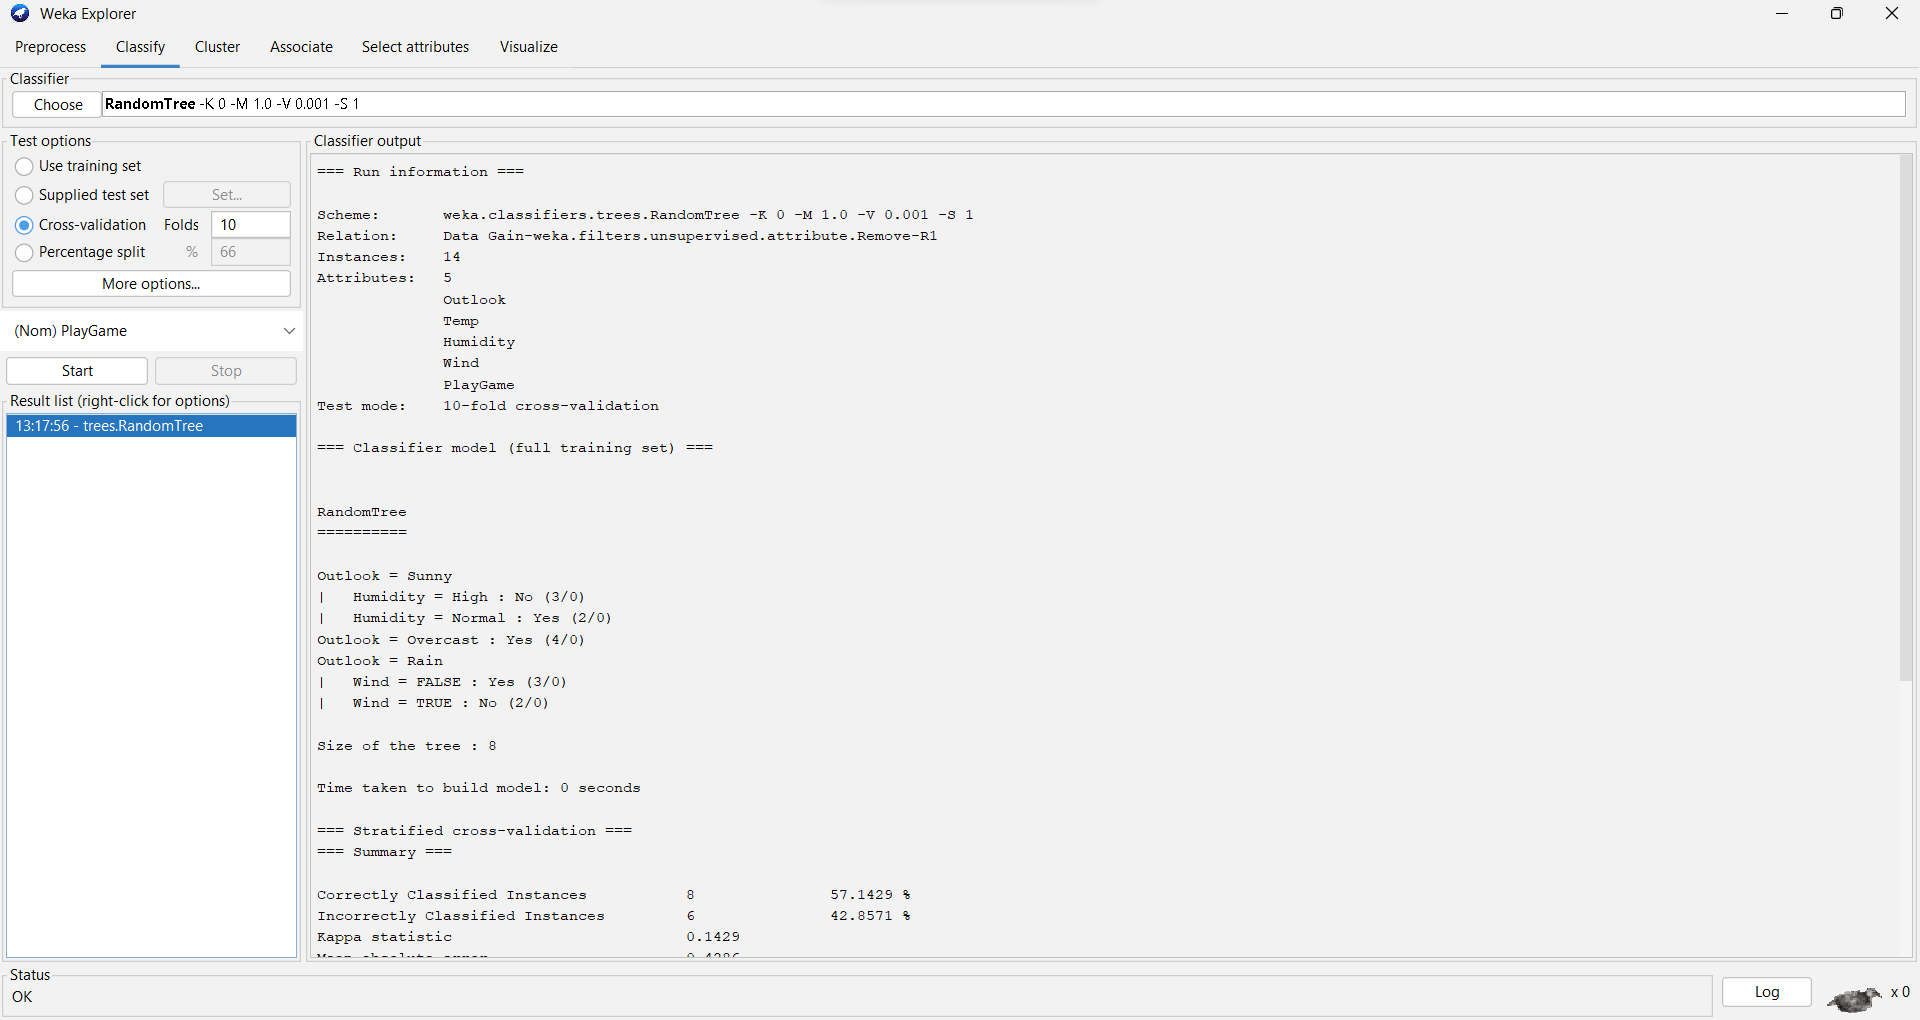 Weka Explorer
Preprocess Classify Cluster Associate Select attributes Visualize
Classifier
Choose RandomTree -K 0 -M 1.0 -V 0.001 -S 1
Test options
Use training set
Supplied test set Set...
Cross-validation Folds 10
Percentage split % 66
More options...
(Nom) PlayGame
Start Stop
Result list (right-click for options)
13:17:56 - trees.RandomTree
Classifier output
=== Run information ===
Scheme: weka.classifiers.trees.RandomTree -K 0 -M 1.0 -V 0.001 -S 1
Relation: Data Gain-weka.filters.unsupervised.attribute.Remove-R1
Instances: 14
Attributes: 5
Outlook
Temp
Humidity
Wind
PlayGame
Test mode: 10-fold cross-validation
=== Classifier model (full training set) ===
RandomTree
==========
Outlook = Sunny
| Humidity = High : No (3/0)
| Humidity = Normal : Yes (2/0)
Outlook = Overcast : Yes (4/0)
Outlook = Rain
| Wind = FALSE : Yes (3/0)
| Wind = TRUE : No (2/0)
Size of the tree : 8
Time taken to build model: 0 seconds
=== Stratified cross-validation ===
=== Summary ===
Correctly Classified Instances 8 57.1429 %
Incorrectly Classified Instances 6 42.8571 %
Kappa statistic 0.1429
Mean absolute error 0.4286
Status
OK
Log x 0